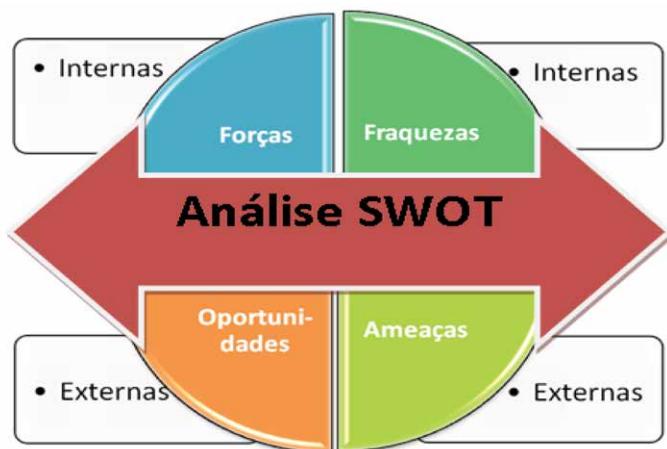 • Internas
• Internas
Forças
Fraquezas
Análise SWOT
Oportuni-
dades
Ameaças
• Externas
• Externas